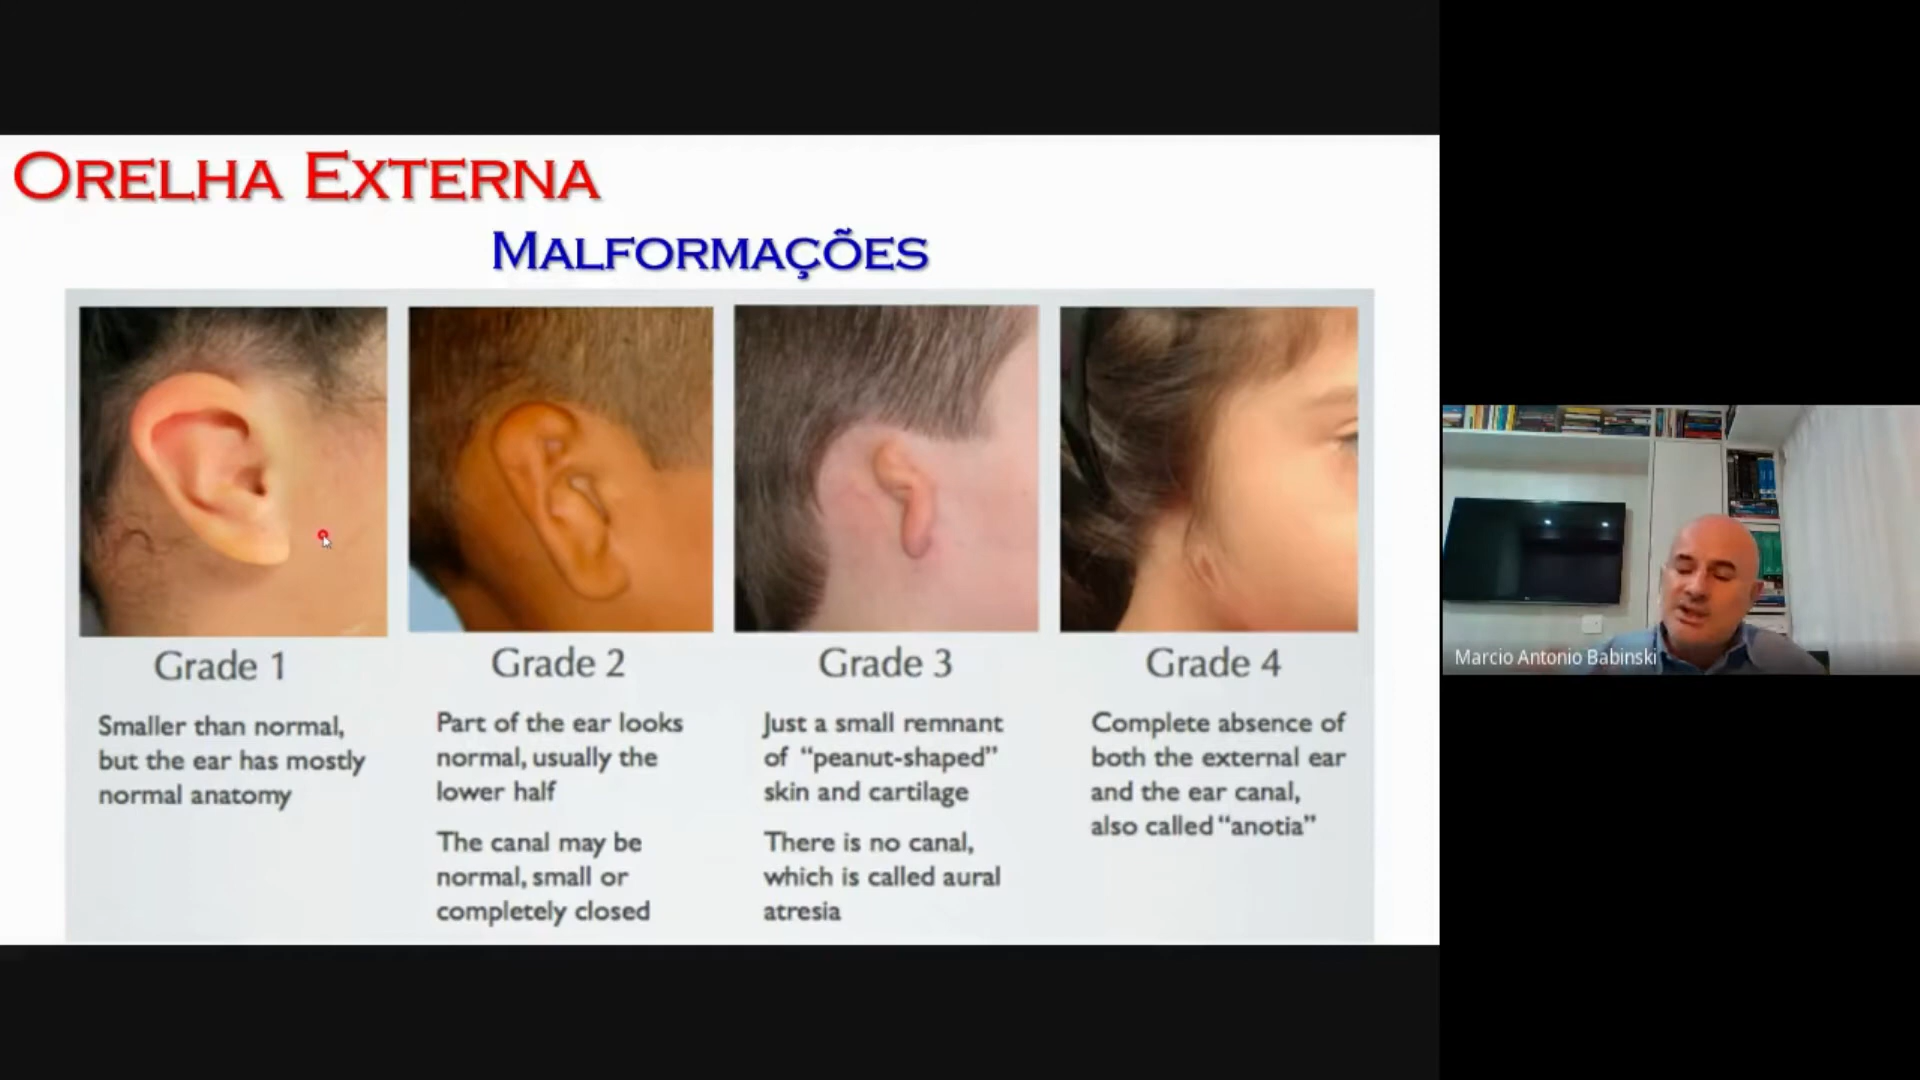 ORELHA EXTERNA
MALFORMAÇÕES
Grade 1
Smaller than normal,
but the ear has mostly
normal anatomy
Grade 2
Part of the ear looks
normal, usually the
lower half
The canal may be
normal, small or
completely closed
Grade 3
Just a small remnant
of “peanut-shaped”
skin and cartilage
There is no canal,
which is called aural
atresia
Grade 4
Complete absence of
both the external ear
and the ear canal,
also called “anotia”
Marcio Antonio Babinski